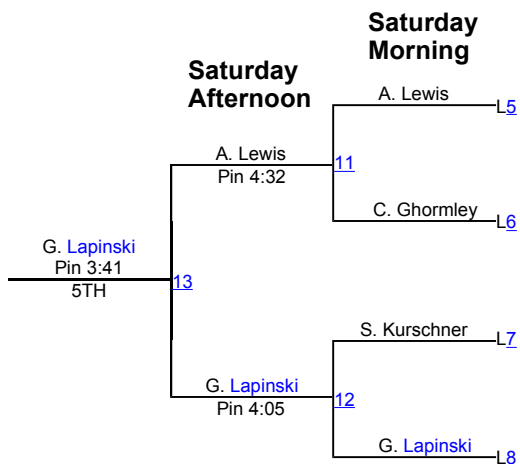 Saturday
Morning
Saturday
Afternoon
A. Lewis
L5
A. Lewis
11
Pin 4:32
C. Ghormley
L6
G. Lapinski
Pin 3:41
13
5TH
S. Kurschner
L7
G. Lapinski
12
Pin 4:05
G. Lapinski
L8